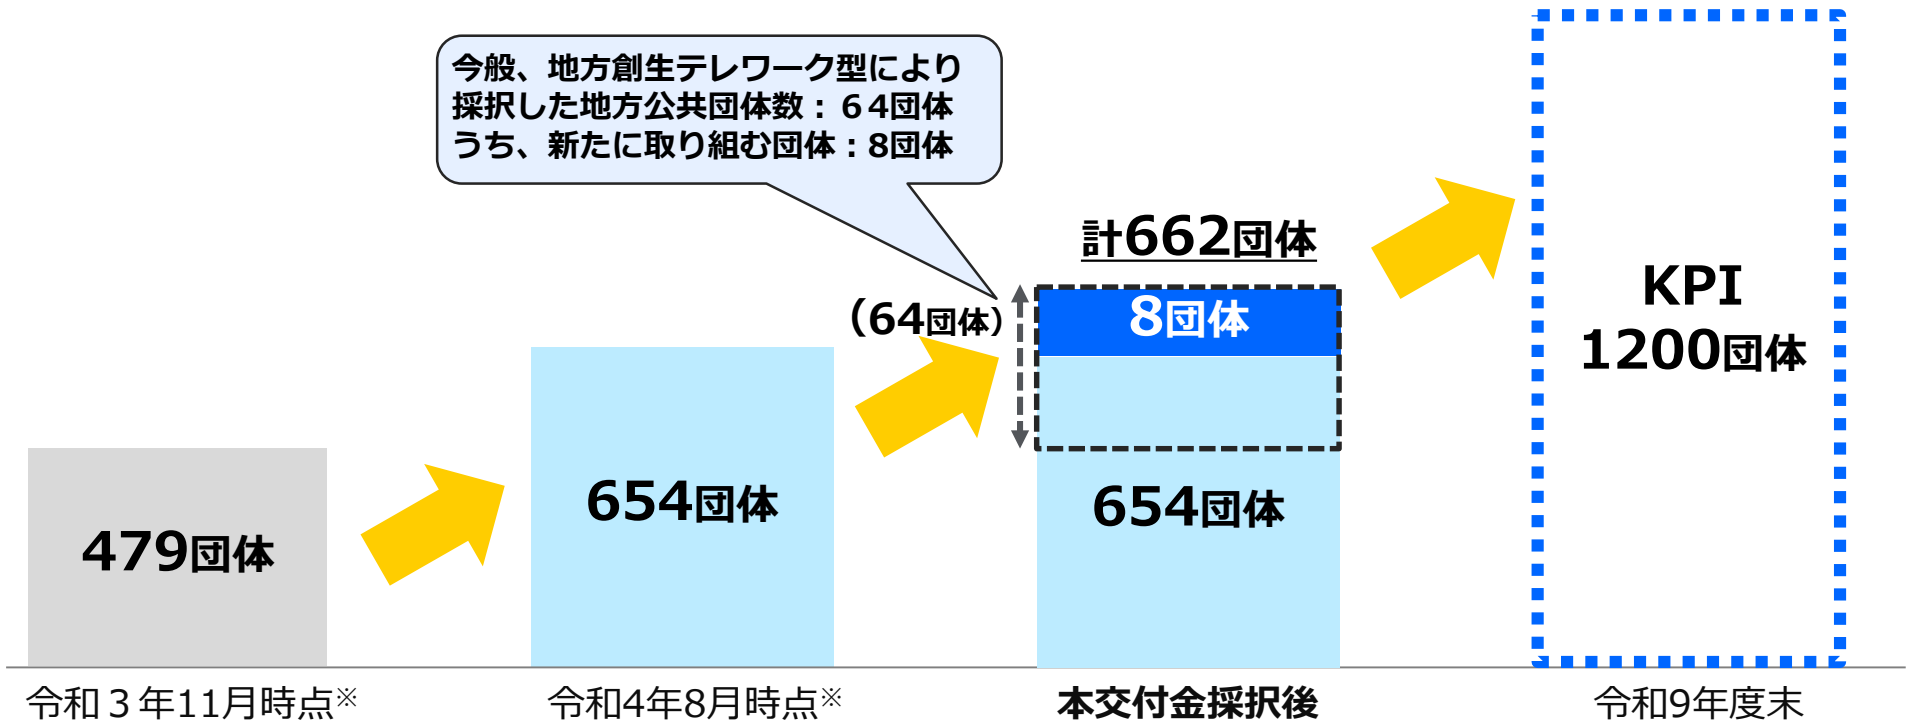 今般、地方創生テレワーク型により
採択した地方公共団体数：６4団体
うち、新たに取り組む団体：8団体
計662団体
（64団体）
8団体
KPI
1200団体
479団体
654団体
654団体
令和３年11月時点※
令和4年8月時点※
本交付金採択後
令和9年度末